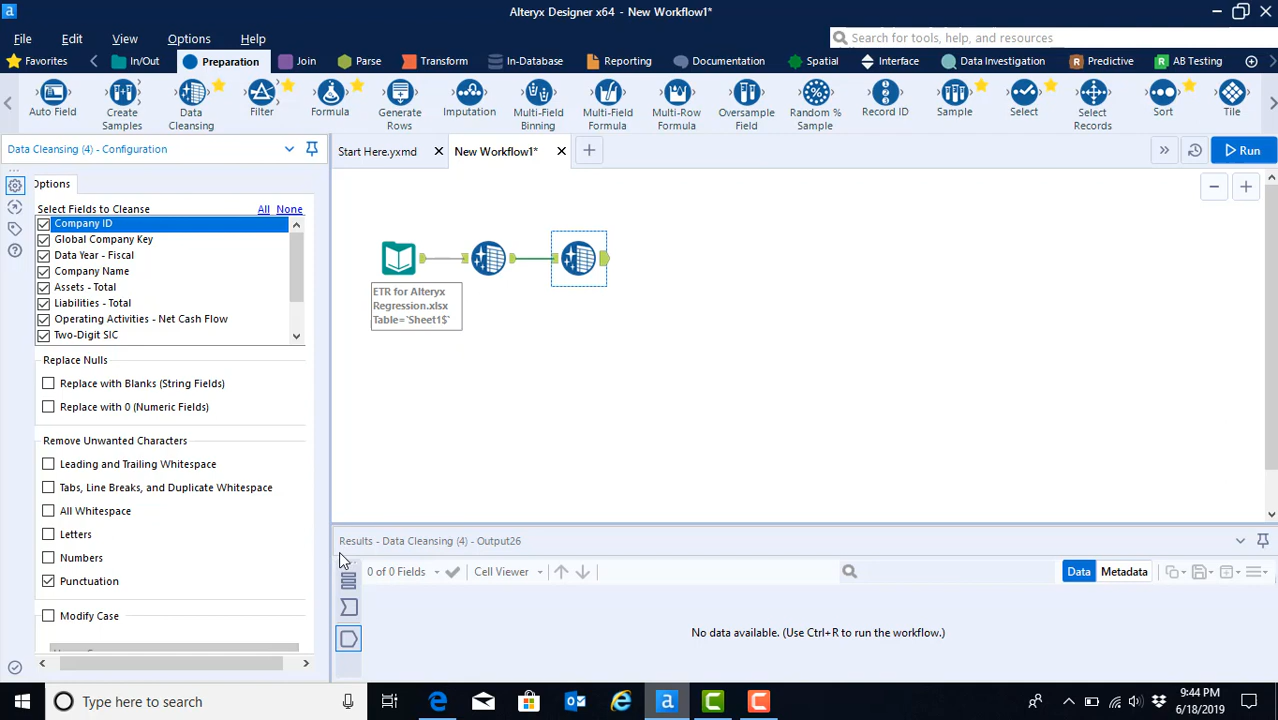 Alteryx Designer x64 - New Workflow1*
File Edit View Options Help
Search for tools, help, and resources
Favorites In/Out Preparation Join Parse Transform In-Database Reporting Documentation Spatial Interface Data Investigation Predictive AB Testing
Auto Field
Create Samples
Data Cleansing
Filter
Formula
Generate Rows
Imputation
Multi-Field Binning
Multi-Field Formula
Multi-Row Formula
Oversample Field
Random % Sample
Record ID
Sample
Select
Select Records
Sort
Tile
Data Cleansing (4) - Configuration
Start Here.yxmd
New Workflow1*
Run
Options
Select Fields to Cleanse All None
Company ID
Global Company Key
Data Year - Fiscal
Company Name
Assets - Total
Liabilities - Total
Operating Activities - Net Cash Flow
Two-Digit SIC
Replace Nulls
Replace with Blanks (String Fields)
Replace with 0 (Numeric Fields)
Remove Unwanted Characters
Leading and Trailing Whitespace
Tabs, Line Breaks, and Duplicate Whitespace
All Whitespace
Letters
Numbers
Punctuation
Modify Case
ETR for Alteryx
Regression.xlsx
Table=`Sheet1$`
Results - Data Cleansing (4) - Output26
0 of 0 Fields Cell Viewer Data Metadata
No data available. (Use Ctrl+R to run the workflow.)
Type here to search
9:44 PM
6/18/2019